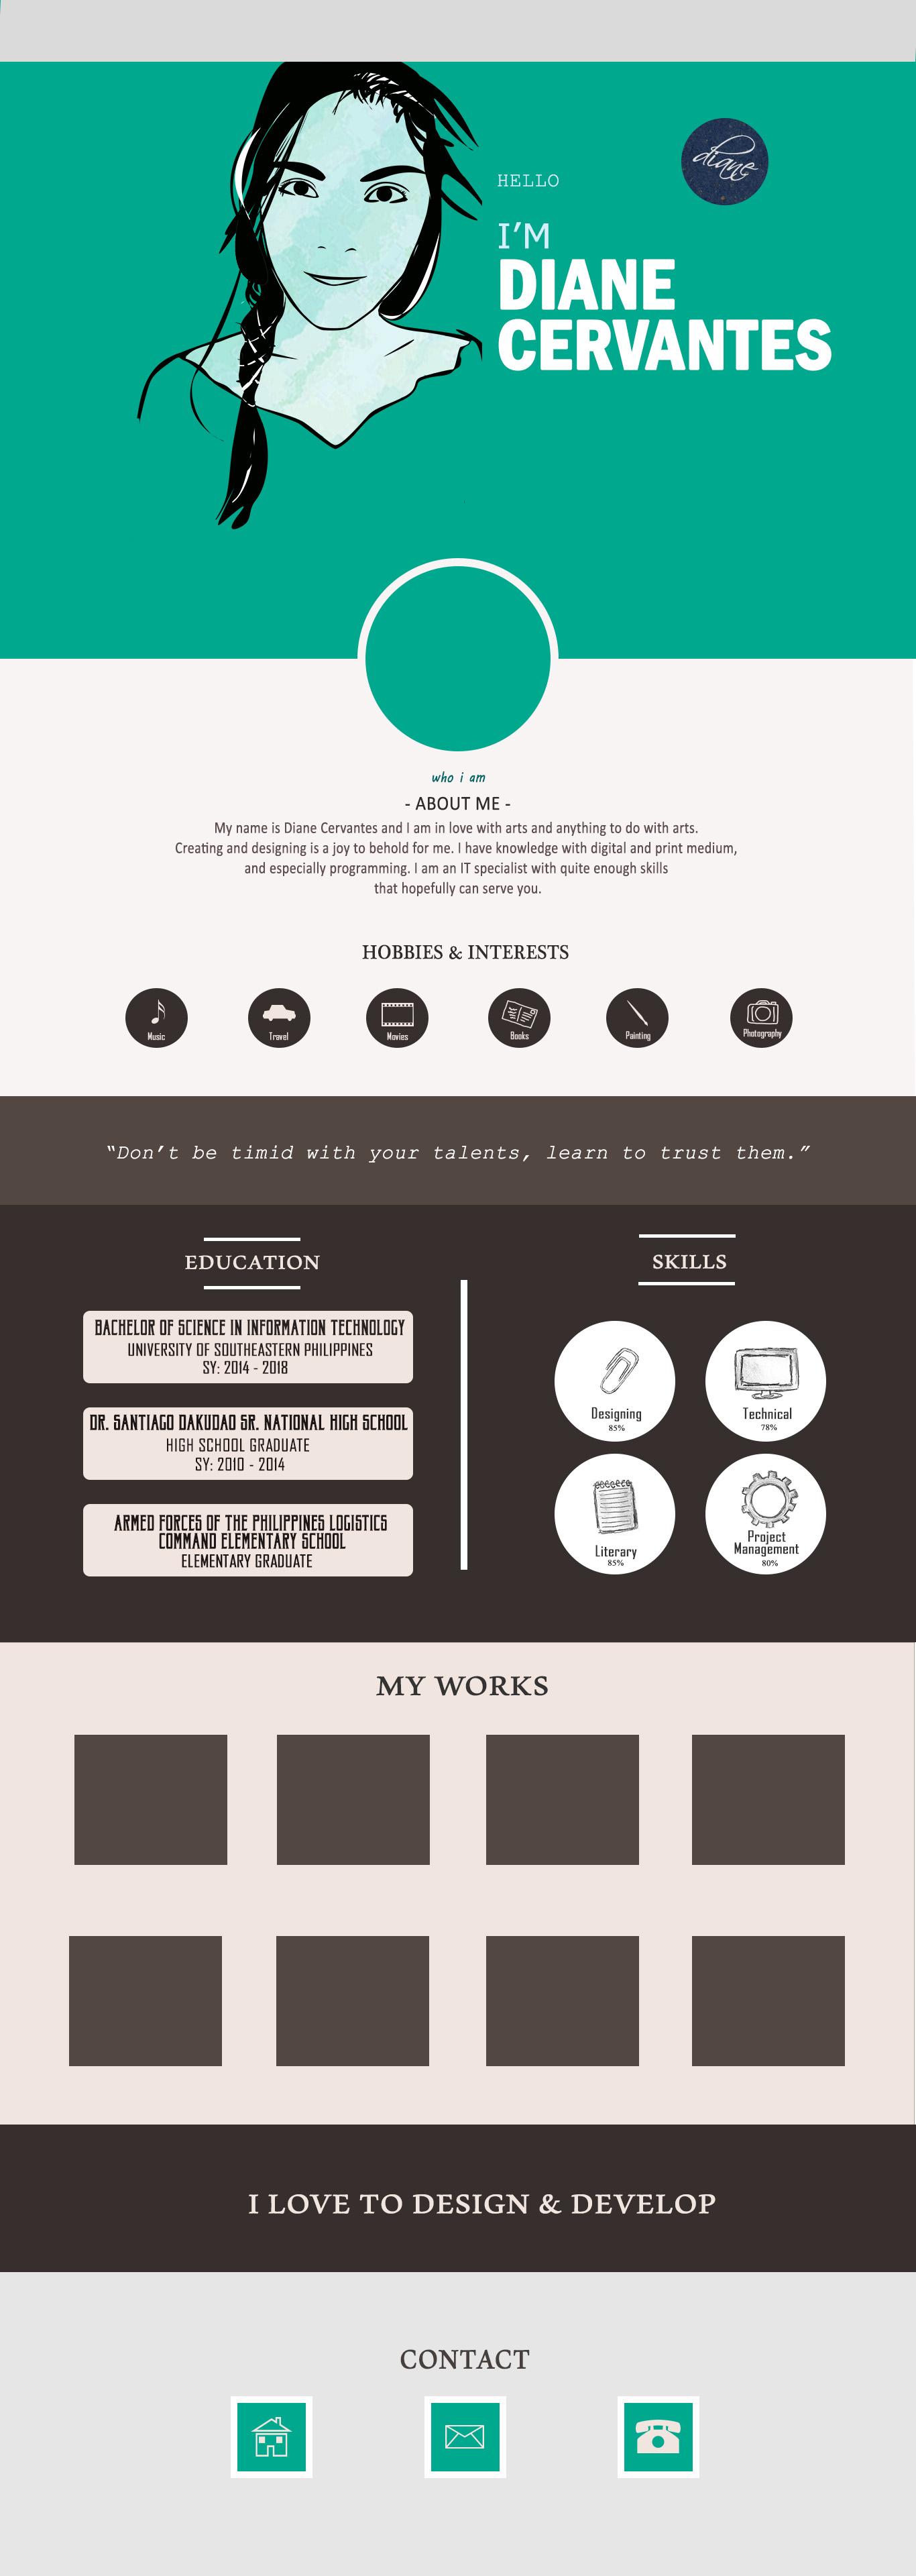 diane
HELLO
I'M
DIANE
CERVANTES
who i am
- ABOUT ME -
My name is Diane Cervantes and I am in love with arts and anything to do with arts.
Creating and designing is a joy to behold for me. I have knowledge with digital and print medium,
and especially programming. I am an IT specialist with quite enough skills
that hopefully can serve you.
HOBBIES & INTERESTS
Music
Travel
Movies
Books
Painting
Photography
"Don't be timid with your talents, learn to trust them."
EDUCATION
BACHELOR OF SCIENCE IN INFORMATION TECHNOLOGY
UNIVERSITY OF SOUTHEASTERN PHILIPPINES
SY: 2014 - 2018
DR. SANTIAGO DAKUDAO SR. NATIONAL HIGH SCHOOL
HIGH SCHOOL GRADUATE
SY: 2010 - 2014
ARMED FORCES OF THE PHILIPPINES LOGISTICS
COMMAND ELEMENTARY SCHOOL
ELEMENTARY GRADUATE
SKILLS
Designing
85%
Technical
78%
Literary
85%
Project
Management
80%
MY WORKS
I LOVE TO DESIGN & DEVELOP
CONTACT